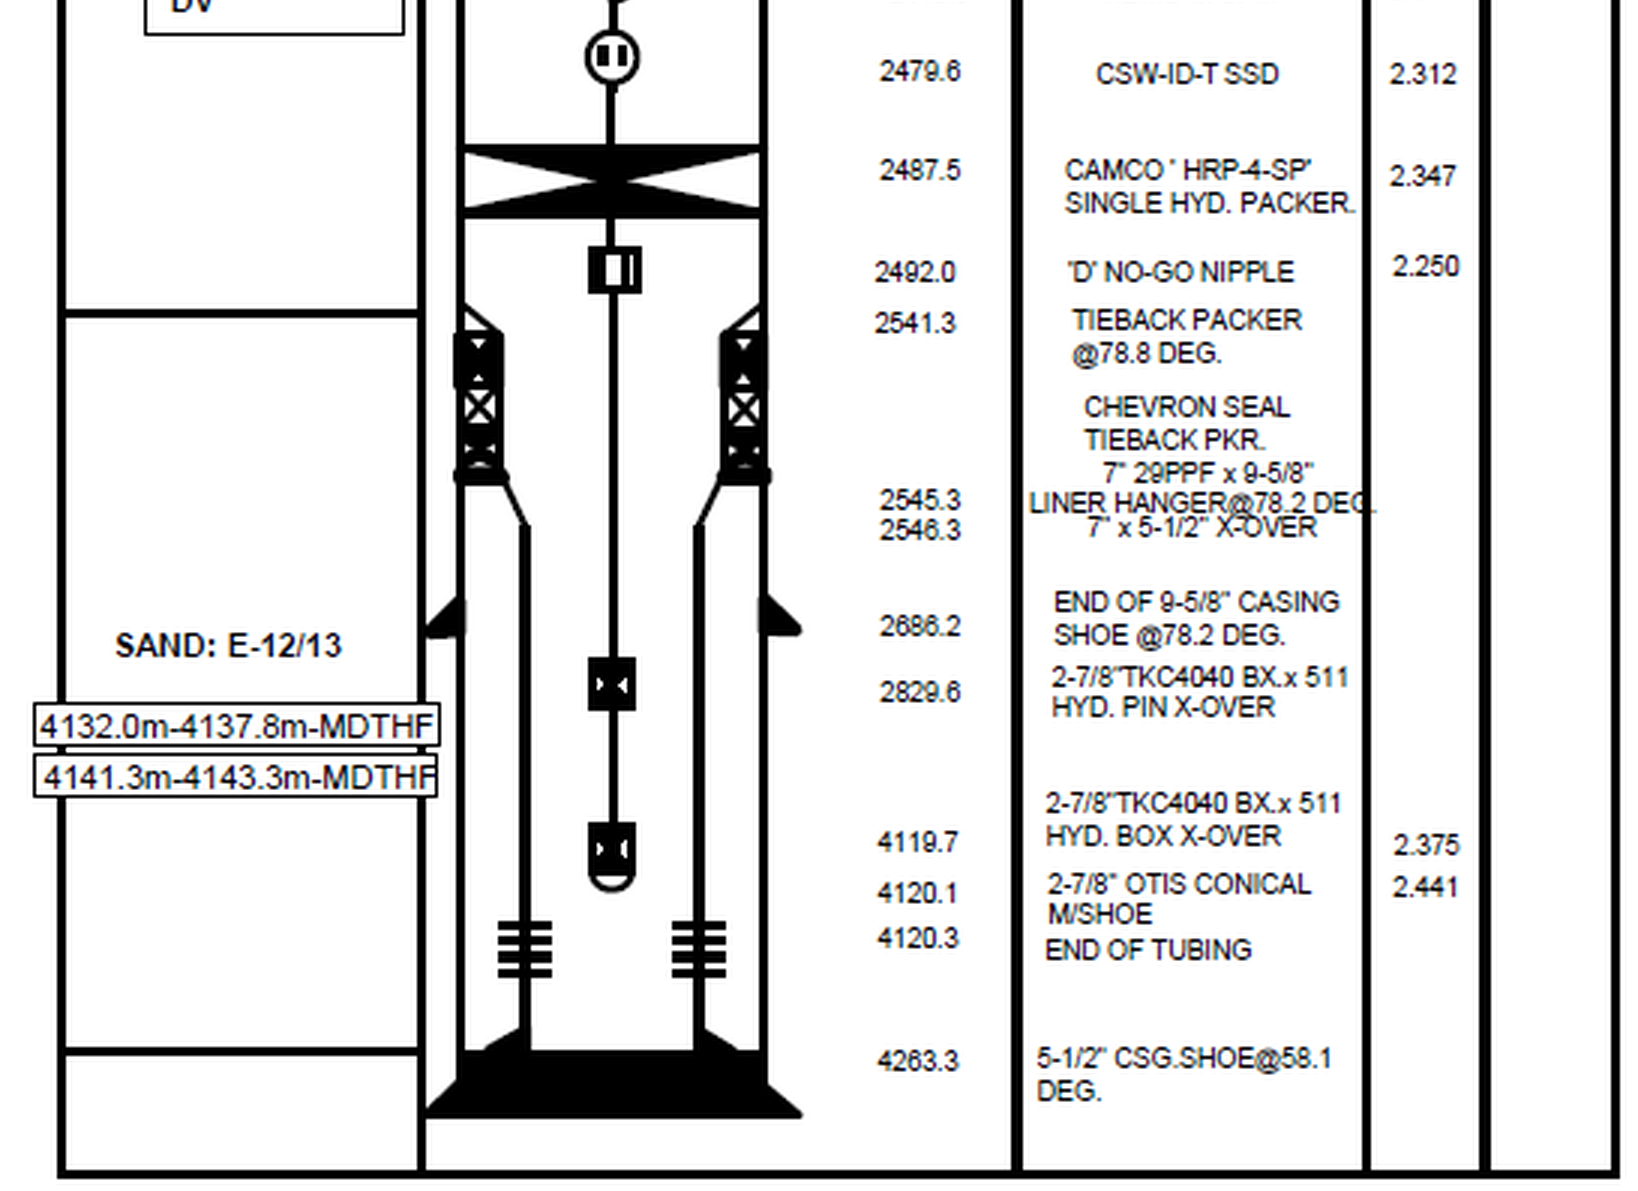 DV
2479.6 CSW-ID-T SSD 2.312
2487.5 CAMCO ' HRP-4-SP' 2.347
SINGLE HYD. PACKER.
2492.0 'D' NO-GO NIPPLE 2.250
2541.3 TIEBACK PACKER
@78.8 DEG.
CHEVRON SEAL
TIEBACK PKR.
7" 29PPF x 9-5/8"
2545.3 LINER HANGER@78.2 DEG.
2546.3 7" x 5-1/2" X-OVER
END OF 9-5/8" CASING
2686.2 SHOE @78.2 DEG.
SAND: E-12/13
2-7/8"TKC4040 BX.x 511
2829.6 HYD. PIN X-OVER
4132.0m-4137.8m-MDTHF
4141.3m-4143.3m-MDTHF
2-7/8"TKC4040 BX.x 511
4119.7 HYD. BOX X-OVER 2.375
4120.1 2-7/8" OTIS CONICAL 2.441
M/SHOE
4120.3 END OF TUBING
4263.3 5-1/2" CSG.SHOE@58.1
DEG.